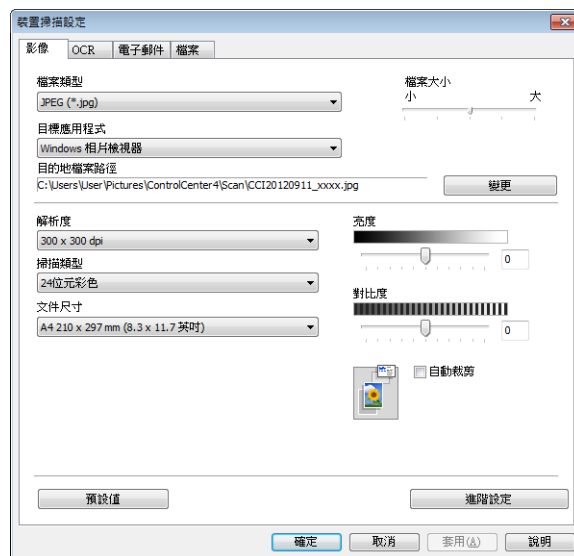 裝置掃描設定
影像 OCR 電子郵件 檔案
檔案類型
JPEG (*.jpg)
檔案大小
小 大
目標應用程式
Windows 相片檢視器
目的地檔案路徑
C:\Users\User\Pictures\ControlCenter4\Scan\CCI20120911_xxxx.jpg
變更
解析度
300 x 300 dpi
掃描類型
24位元彩色
文件尺寸
A4 210 x 297 mm (8.3 x 11.7 英吋)
亮度
0
對比度
0
自動裁剪
預設值
進階設定
確定 取消 套用(A) 說明